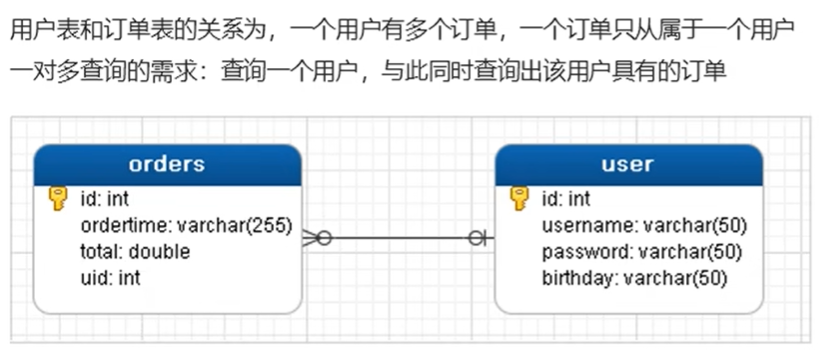 用户表和订单表的关系为，一个用户有多个订单，一个订单只从属于一个用户
一对多查询的需求：查询一个用户，与此同时查询出该用户具有的订单
orders
id: int
ordertime: varchar(255)
total: double
uid: int
user
id: int
username: varchar(50)
password: varchar(50)
birthday: varchar(50)